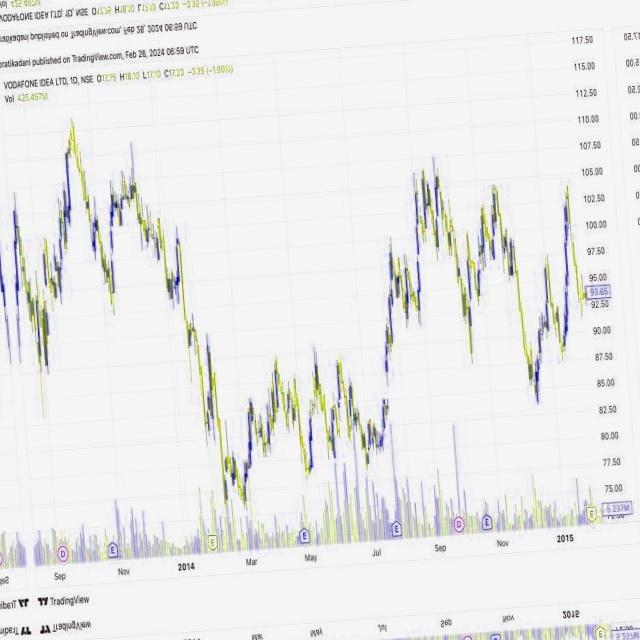 pratikadani published on TradingView.com, Feb 26, 2024 06:59 UTC
VODAFONE IDEA LTD, 1D, NSE O17.75 H18.10 L17.10 C17.20 −0.35 (−1.99%)
Vol 425.497M
117.50
115.00
112.50
110.00
107.50
105.00
102.50
100.00
97.50
95.00
93.65
92.50
90.00
87.50
85.00
82.50
80.00
77.50
75.00
5.237M
D E E E E D E E
Sep Nov 2014 Mar May Jul Sep Nov 2015
TradingView